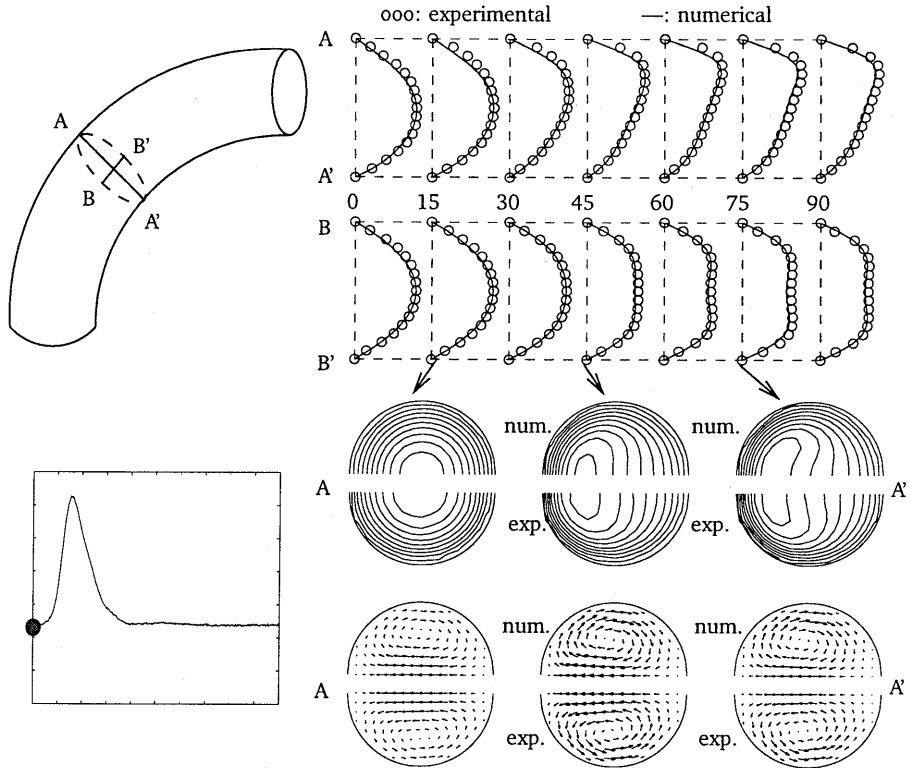 ooo: experimental —: numerical
A
A'
A
B'
B
A'
0 15 30 45 60 75 90
B
B'
num. num.
A A'
exp. exp.
num. num.
A A'
exp. exp.